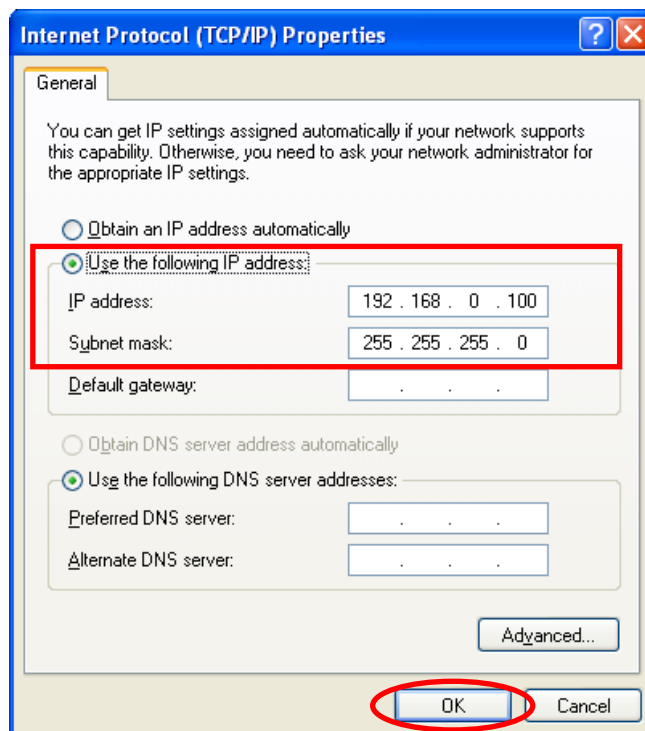 Internet Protocol (TCP/IP) Properties
General
You can get IP settings assigned automatically if your network supports
this capability. Otherwise, you need to ask your network administrator for
the appropriate IP settings.
Obtain an IP address automatically
Use the following IP address:
IP address: 192 . 168 . 0 . 100
Subnet mask: 255 . 255 . 255 . 0
Default gateway: . . .
Obtain DNS server address automatically
Use the following DNS server addresses:
Preferred DNS server: . . .
Alternate DNS server: . . .
Advanced...
OK Cancel